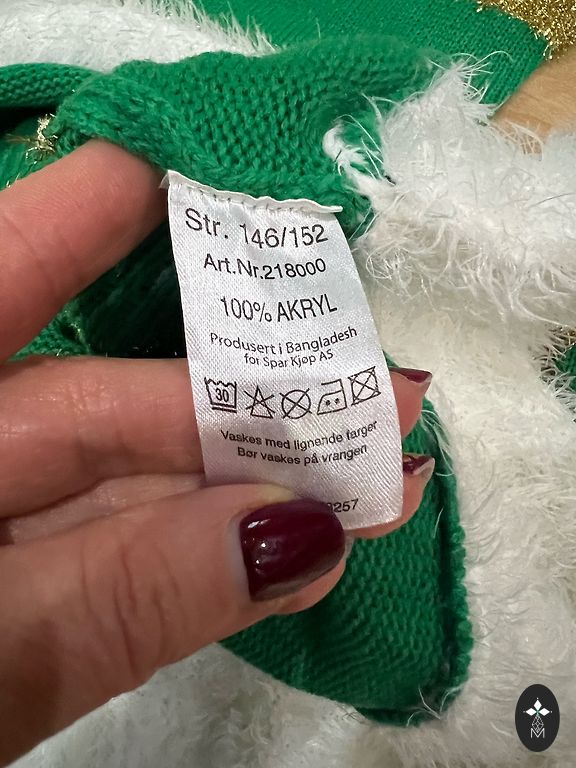 Str. 146/152
Art.Nr.218000
100% AKRYL
Produsert i Bangladesh
for Spar Kjøp AS
30
Vaskes med lignende farger
Bør vaskes på vrangen
257
M